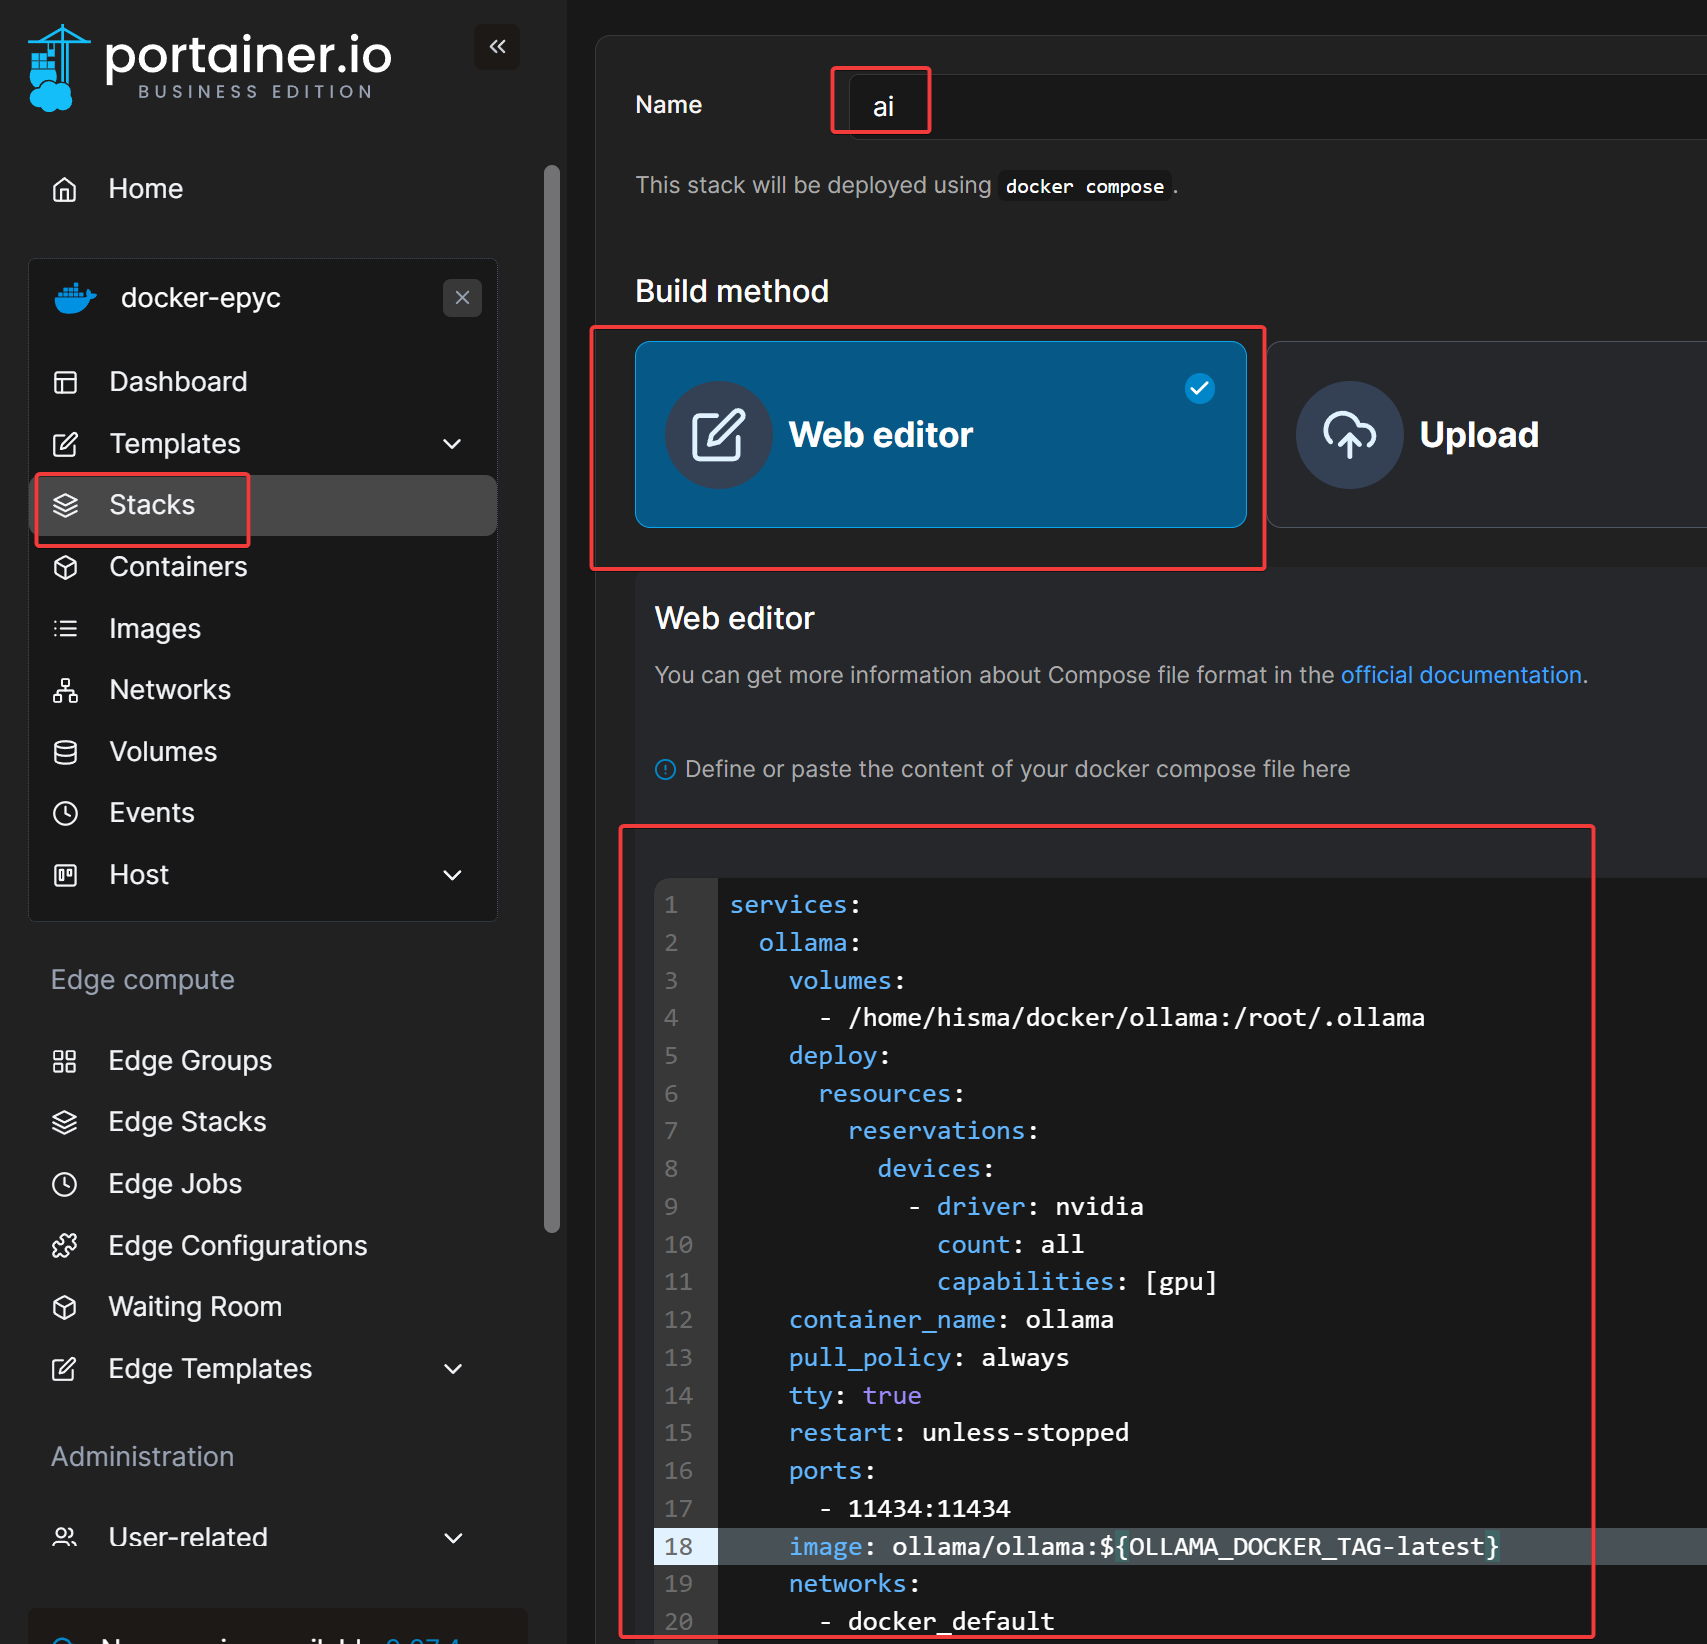 portainer.io
BUSINESS EDITION
Home
docker-epyc
Dashboard
Templates
Stacks
Containers
Images
Networks
Volumes
Events
Host
Edge compute
Edge Groups
Edge Stacks
Edge Jobs
Edge Configurations
Waiting Room
Edge Templates
Administration
User-related
Name
ai
This stack will be deployed using docker compose.
Build method
Web editor
Upload
Web editor
You can get more information about Compose file format in the official documentation.
Define or paste the content of your docker compose file here
1 services:
2   ollama:
3     volumes:
4       - /home/hisma/docker/ollama:/root/.ollama
5     deploy:
6       resources:
7         reservations:
8           devices:
9             - driver: nvidia
10               count: all
11               capabilities: [gpu]
12     container_name: ollama
13     pull_policy: always
14     tty: true
15     restart: unless-stopped
16     ports:
17       - 11434:11434
18     image: ollama/ollama:${OLLAMA_DOCKER_TAG-latest}
19     networks:
20       - docker_default